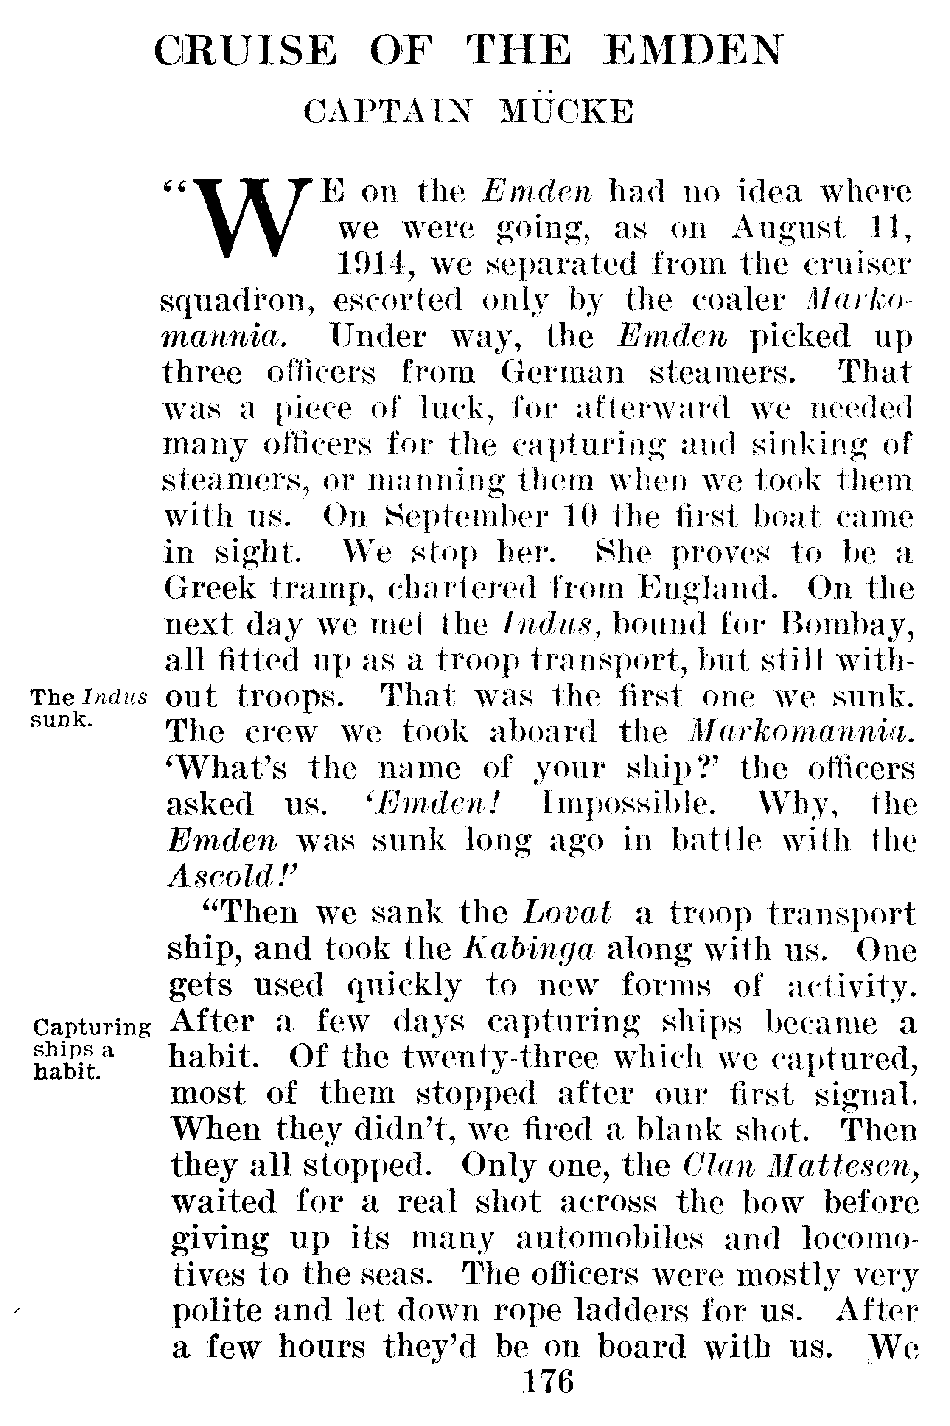 CRUISE OF THE EMDEN
CAPTAIN MÜCKE
“WE on the Emden had no idea where
we were going, as on August 11,
1914, we separated from the cruiser
squadron, escorted only by the coaler Marko-
mannia. Under way, the Emden picked up
three officers from German steamers. That
was a piece of luck, for afterward we needed
many officers for the capturing and sinking of
steamers, or manning them when we took them
with us. On September 10 the first boat came
in sight. We stop her. She proves to be a
Greek tramp, chartered from England. On the
next day we met the Indus, bound for Bombay,
all fitted up as a troop transport, but still with-
The Indus
sunk.
out troops. That was the first one we sunk.
The crew we took aboard the Markomannia.
‘What’s the name of your ship?’ the officers
asked us. ‘Emden! Impossible. Why, the
Emden was sunk long ago in battle with the
Ascold!’
“Then we sank the Lovat a troop transport
ship, and took the Kabinga along with us. One
gets used quickly to new forms of activity.
Capturing
ships a
habit.
After a few days capturing ships became a
habit. Of the twenty-three which we captured,
most of them stopped after our first signal.
When they didn’t, we fired a blank shot. Then
they all stopped. Only one, the Clan Mattesen,
waited for a real shot across the bow before
giving up its many automobiles and locomo-
tives to the seas. The officers were mostly very
polite and let down rope ladders for us. After
a few hours they’d be on board with us. We
176